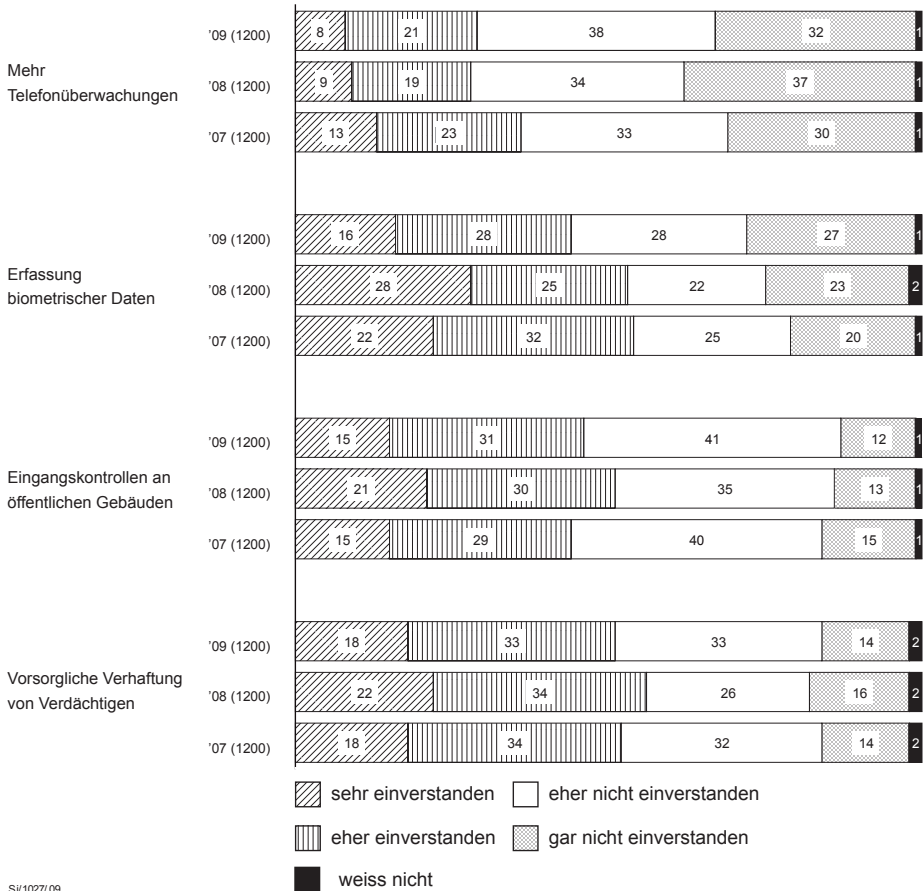 '09 (1200) 8 21 38 32 1
Mehr
Telefonüberwachungen
'08 (1200) 9 19 34 37 1
'07 (1200) 13 23 33 30 1
'09 (1200) 16 28 28 27 1
Erfassung
biometrischer Daten
'08 (1200) 28 25 22 23 2
'07 (1200) 22 32 25 20 1
'09 (1200) 15 31 41 12 1
Eingangskontrollen an
öffentlichen Gebäuden
'08 (1200) 21 30 35 13 1
'07 (1200) 15 29 40 15 1
'09 (1200) 18 33 33 14 2
Vorsorgliche Verhaftung
von Verdächtigen
'08 (1200) 22 34 26 16 2
'07 (1200) 18 34 32 14 2
sehr einverstanden eher nicht einverstanden
eher einverstanden gar nicht einverstanden
weiss nicht
Si/1027/09